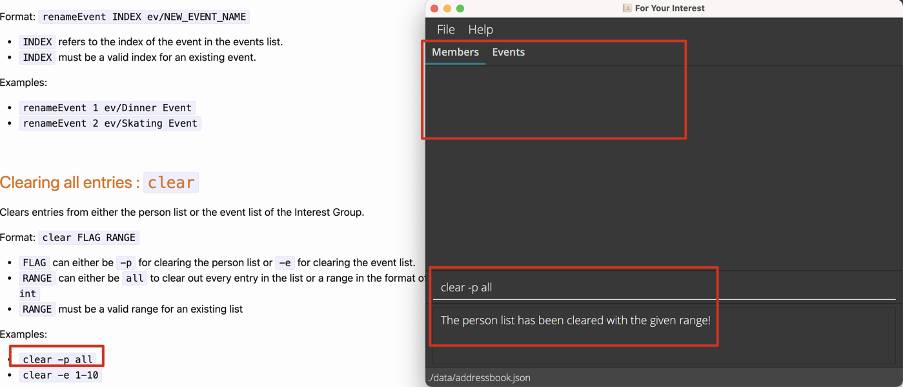 Format: renameEvent INDEX ev/NEW_EVENT_NAME
• INDEX refers to the index of the event in the events list.
• INDEX must be a valid index for an existing event.
Examples:
• renameEvent 1 ev/Dinner Event
• renameEvent 2 ev/Skating Event
Clearing all entries : clear
Clears entries from either the person list or the event list of the Interest Group.
Format: clear FLAG RANGE
• FLAG can either be -p for clearing the person list or -e for clearing the event list.
• RANGE can either be all to clear out every entry in the list or a range in the format of
int
• RANGE must be a valid range for an existing list
Examples:
• clear -p all
• clear -e 1-10
For Your Interest
File Help
Members Events
clear -p all
The person list has been cleared with the given range!
./data/addressbook.json